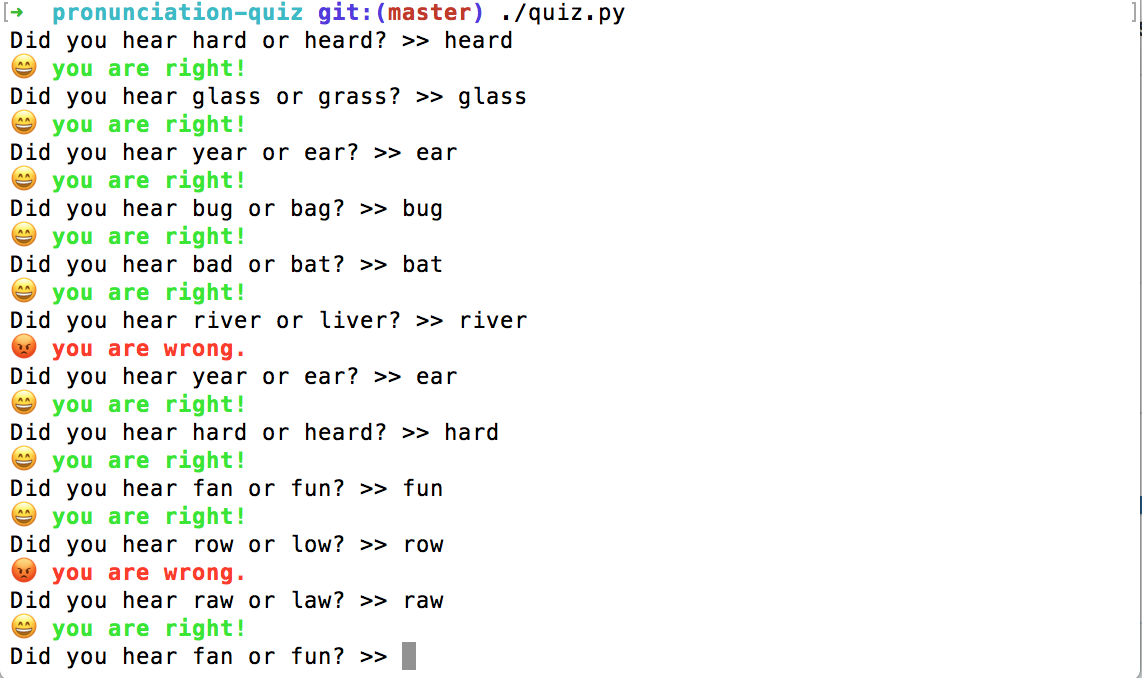 [➜  pronunciation-quiz git:(master) ./quiz.py ]
Did you hear hard or heard? >> heard
😄 you are right!
Did you hear glass or grass? >> glass
😄 you are right!
Did you hear year or ear? >> ear
😄 you are right!
Did you hear bug or bag? >> bug
😄 you are right!
Did you hear bad or bat? >> bat
😄 you are right!
Did you hear river or liver? >> river
😡 you are wrong.
Did you hear year or ear? >> ear
😄 you are right!
Did you hear hard or heard? >> hard
😄 you are right!
Did you hear fan or fun? >> fun
😄 you are right!
Did you hear row or low? >> row
😡 you are wrong.
Did you hear raw or law? >> raw
😄 you are right!
Did you hear fan or fun? >>